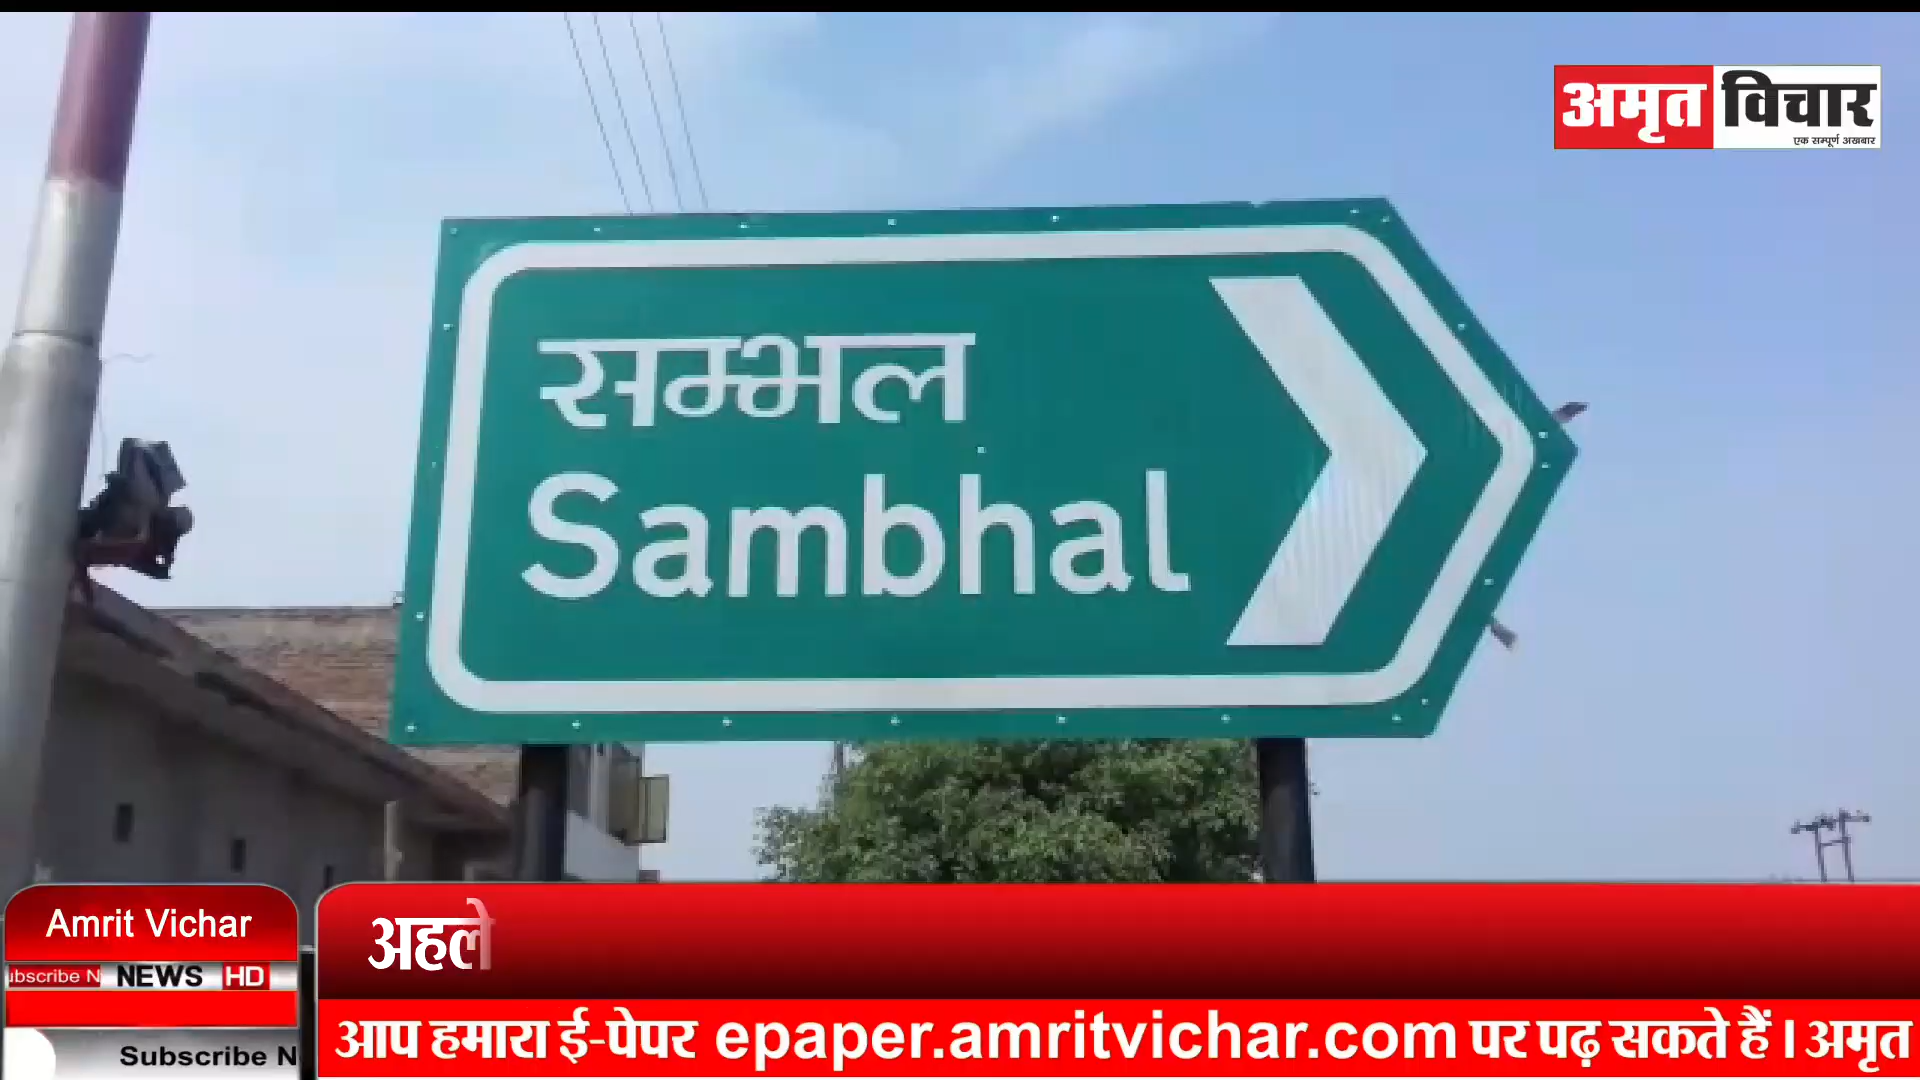 अमृत विचार
एक सम्पूर्ण अखबार
सम्भल
Sambhal
Amrit Vichar
NEWS HD
Subscribe N
आप हमारा ई-पेपर epaper.amritvichar.com पर पढ़ सकते हैं । अमृत